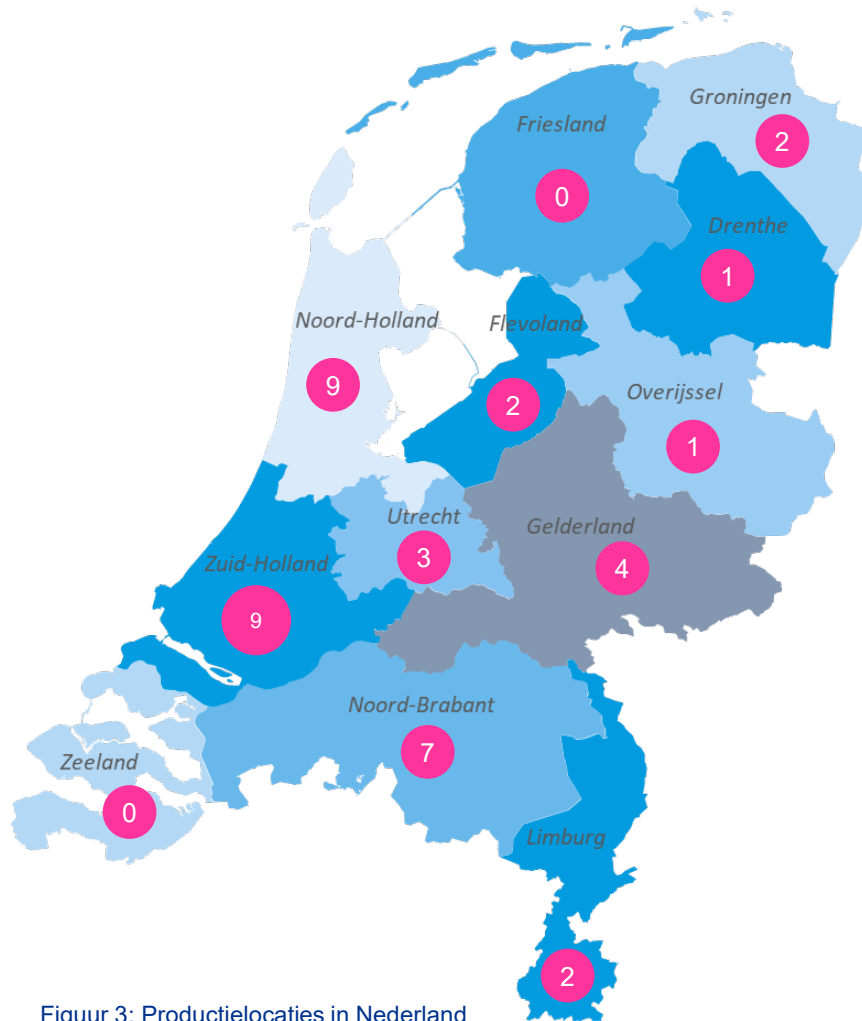 Groningen
2
Friesland
0
Drenthe
1
Noord-Holland
9
Flevoland
2
Overijssel
1
Utrecht
3
Gelderland
4
Zuid-Holland
9
Noord-Brabant
7
Zeeland
0
Limburg
2
Figuur 3: Productielocaties in Nederland